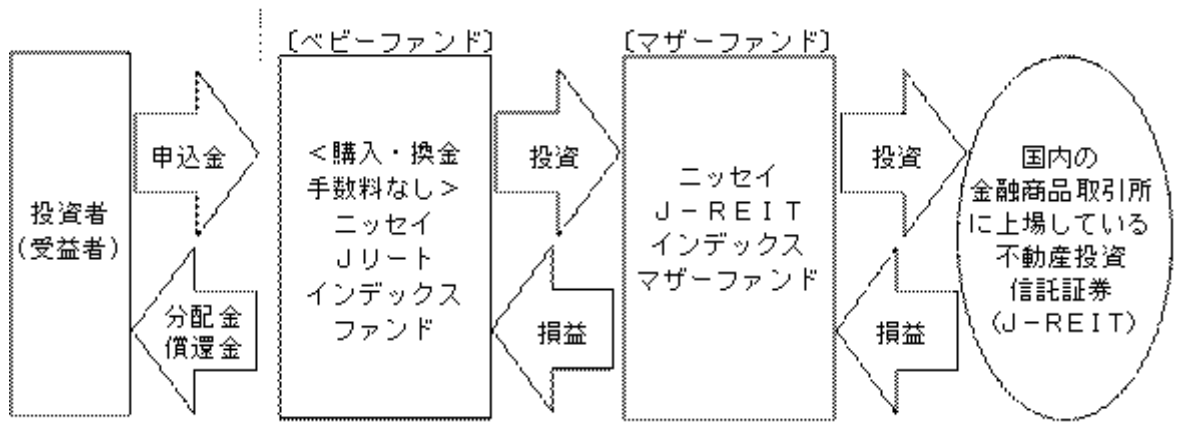 〔ベビーファンド〕
〔マザーファンド〕
投資者
(受益者)
申込金
分配金
償還金
＜購入・換金
手数料なし＞
ニッセイ
Ｊリート
インデックス
ファンド
投資
損益
ニッセイ
Ｊ－ＲＥＩＴ
インデックス
マザーファンド
投資
損益
国内の
金融商品取引所
に上場している
不動産投資
信託証券
(Ｊ－ＲＥＩＴ)